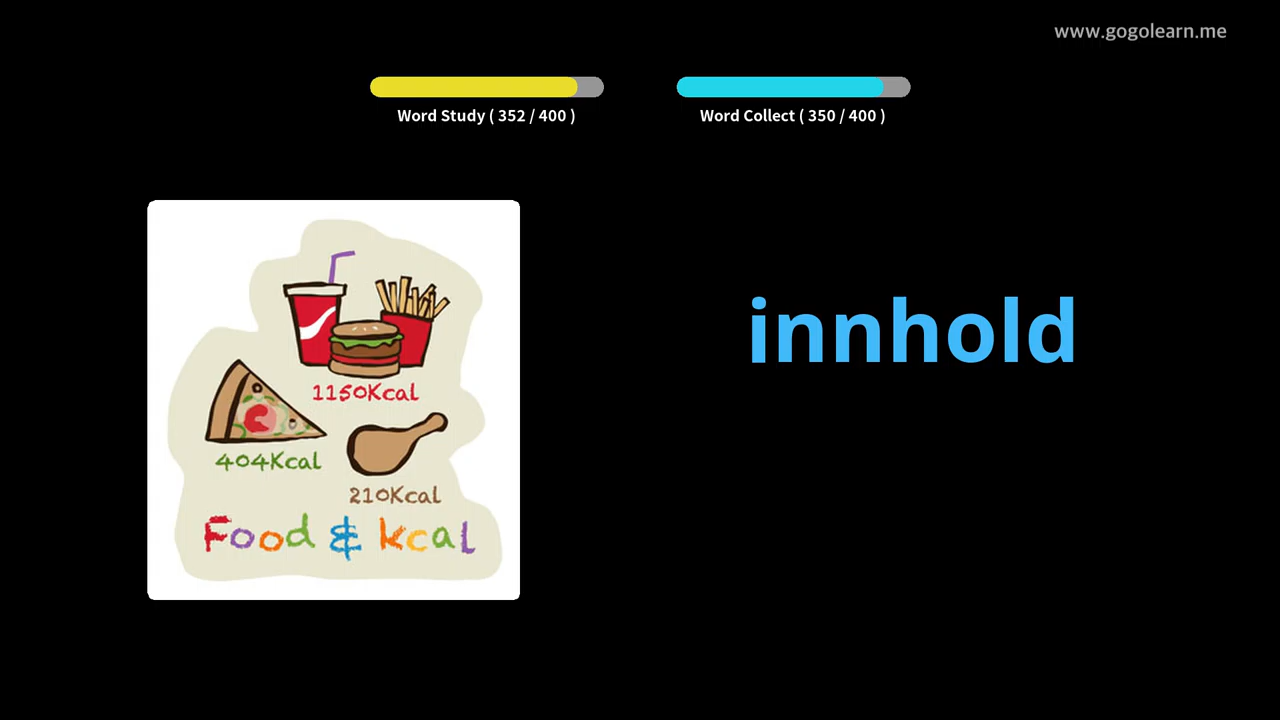 www.gogolearn.me
Word Study ( 352 / 400 )
Word Collect ( 350 / 400 )
innhold
1150Kcal
404Kcal
210Kcal
Food & kcal